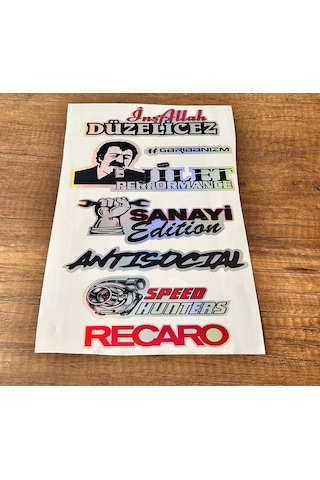 İnşAllah
DÜZELİCEZ
#GARİBANİZM
JİLET
PERFORMANCE
SANAYİ
Edition
ANTISOCIAL
SPEED
HUNTERS
RECARO